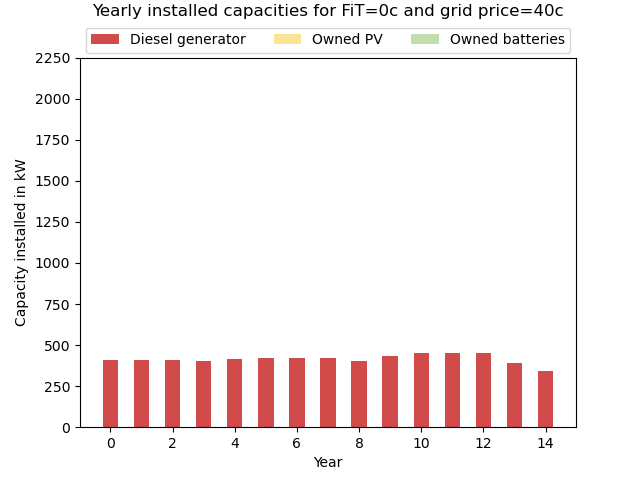 Yearly installed capacities for FiT=0c and grid price=40c
Diesel generator Owned PV Owned batteries
2250
2000
1750
1500
1250
1000
750
500
250
0
Capacity installed in kW
0 2 4 6 8 10 12 14
Year